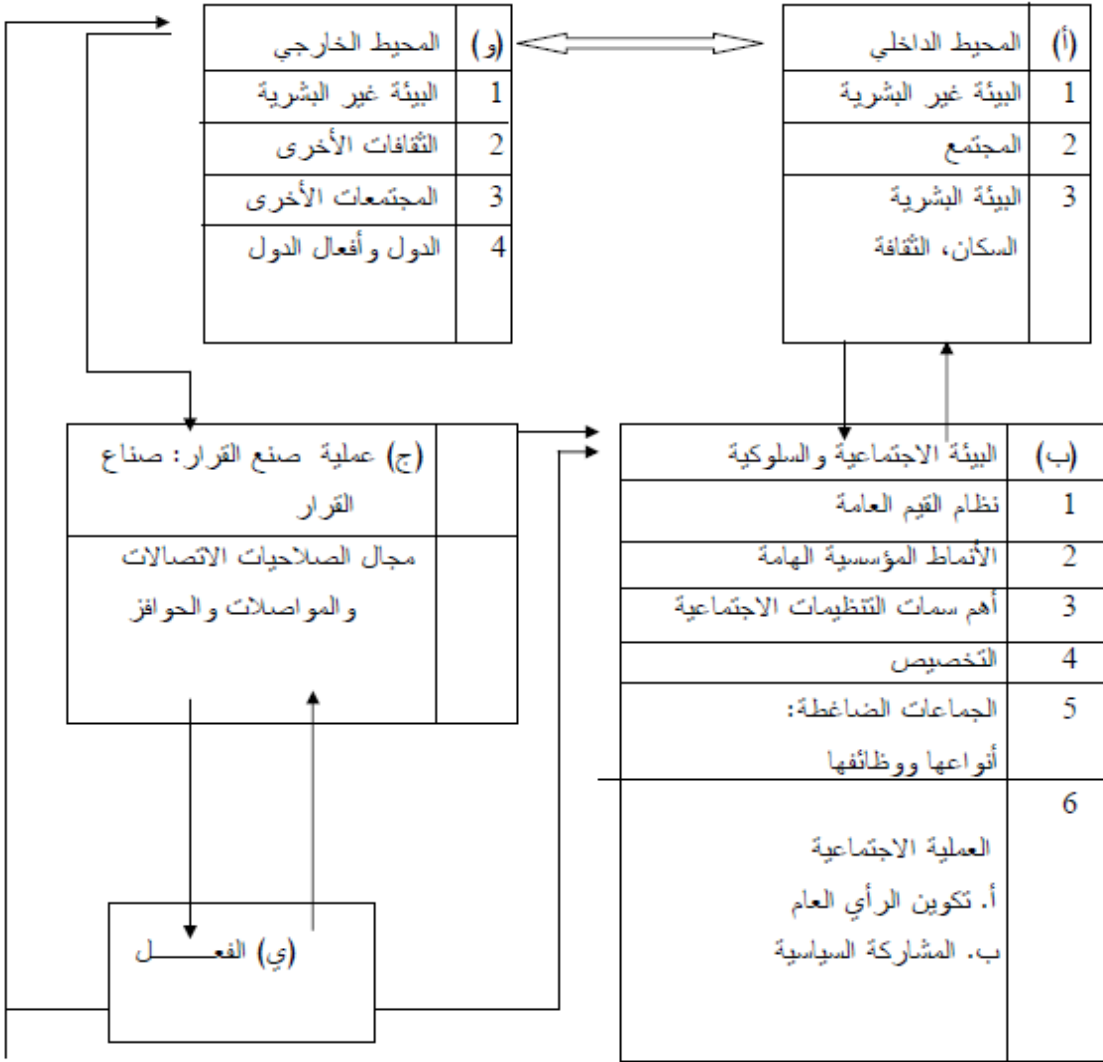 (أ) المحيط الداخلي
1 البيئة غير البشرية
2 المجتمع
3 البيئة البشرية
السكان، الثقافة
(و) المحيط الخارجي
1 البيئة غير البشرية
2 الثقافات الأخرى
3 المجتمعات الأخرى
4 الدول وأفعال الدول
(ب) البيئة الاجتماعية والسلوكية
1 نظام القيم العامة
2 الأنماط المؤسسية الهامة
3 أهم سمات التنظيمات الاجتماعية
4 التخصيص
5 الجماعات الضاغطة:
أنواعها ووظائفها
6
العملية الاجتماعية
أ. تكوين الرأي العام
ب. المشاركة السياسية
(ج) عملية صنع القرار: صناع
القرار
مجال الصلاحيات الاتصالات
والمواصلات والحوافز
(ي) الفعــــــل